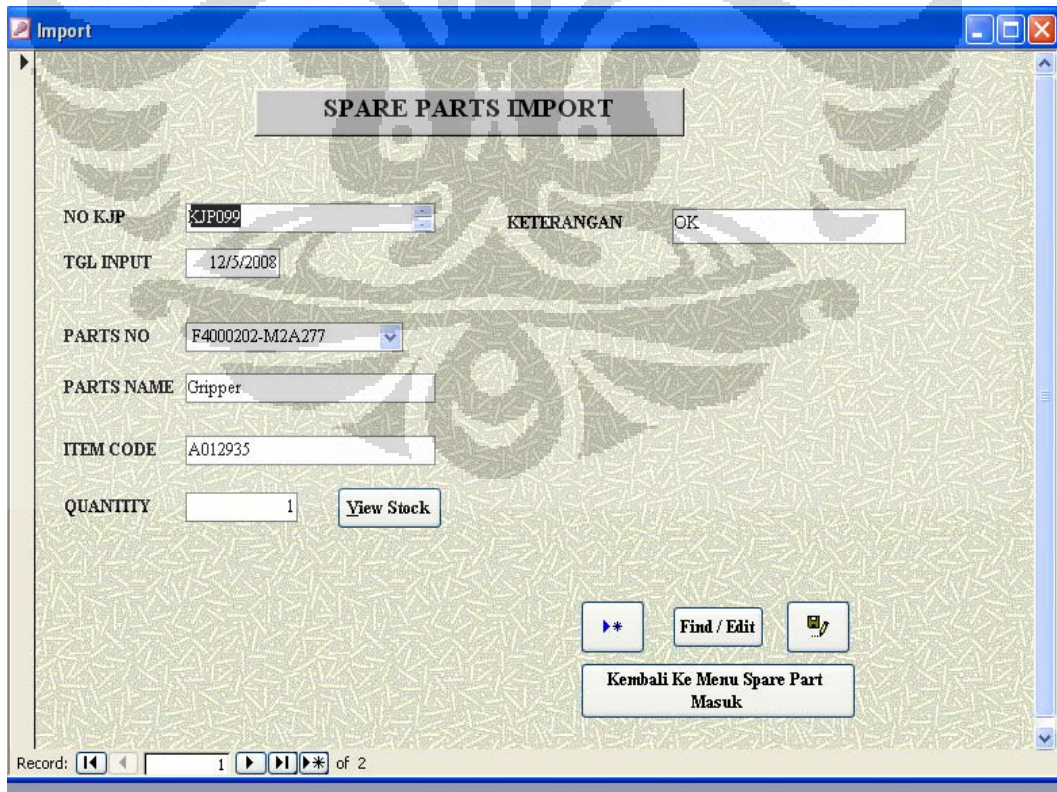 Import
SPARE PARTS IMPORT
NO KJP KJP099 KETERANGAN OK
TGL INPUT 12/5/2008
PARTS NO F4000202-M2A277
PARTS NAME Gripper
ITEM CODE A012935
QUANTITY 1 View Stock
Find / Edit
Kembali Ke Menu Spare Part
Masuk
Record: 1 of 2